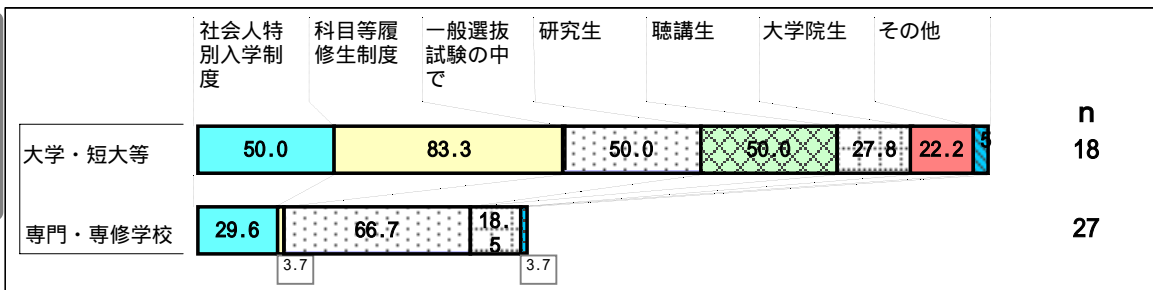 社会人特別入学制度
科目等履修生制度
一般選抜試験の中で
研究生
聴講生
大学院生
その他
n
大学・短大等
50.0
83.3
50.0
50.0
27.8
22.2
5
18
専門・専修学校
29.6
3.7
66.7
18.5
3.7
27